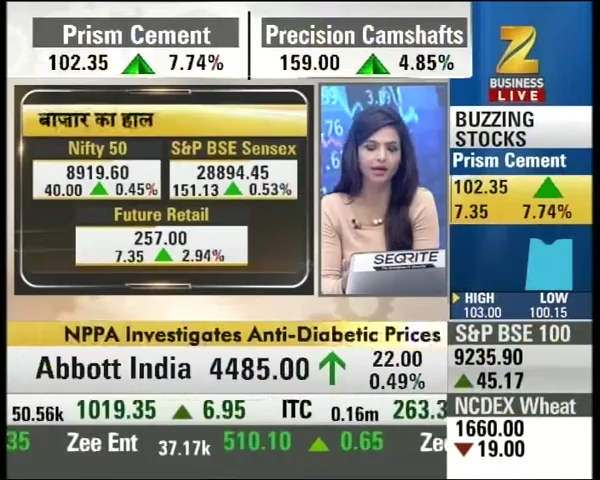 Prism Cement
102.35 7.74%
Precision Camshafts
159.00 4.85%
Z
BUSINESS
LIVE
बाज़ार का हाल
Nifty 50
8919.60
40.00 0.45%
S&P BSE Sensex
28894.45
151.13 0.53%
Future Retail
257.00
7.35 2.94%
SEQRITE
BUZZING
STOCKS
Prism Cement
102.35
7.35 7.74%
HIGH LOW
103.00 100.15
NPPA Investigates Anti-Diabetic Prices
Abbott India 4485.00 22.00
0.49%
S&P BSE 100
9235.90
45.17
NCDEX Wheat
1660.00
19.00
50.56k 1019.35 6.95 ITC 0.16m 263.3
35 Zee Ent 37.17k 510.10 0.65 Zee